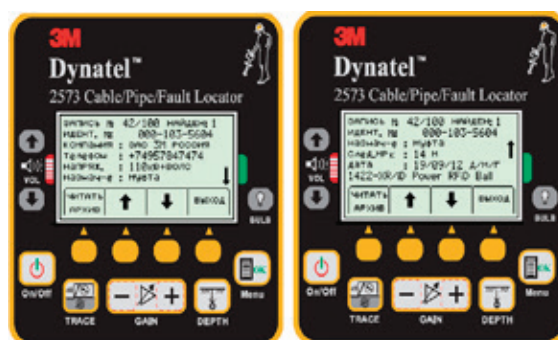 3M
Dynatel™
2573 Cable/Pipe/Fault Locator
ЗАПИСЬ № 42/100 НАЙДЕН:1
ИДЕНТ. № 000-103-5604
КОМПАНИЯ : ОАО 3М РОССИЯ
Телефон : +74957847474
НАПРЯЖ. : 110кВ+ВОЛС
Назнач-е : Муфта
ЧИТАТЬ
АРХИВ
ВЫХОД
VOL
BULB
On/Off
TRACE
GAIN
DEPTH
OK
Menu
3M
Dynatel™
2573 Cable/Pipe/Fault Locator
ЗАПИСЬ № 42/100 НАЙДЕН:1
ИДЕНТ. № 000-103-5604
Назнач-е : Муфта
: 14 М
Дата : 19/09/12 Д/М/Г
1422-XR/iD Power RFID Ball
ЧИТАТЬ
АРХИВ
ВЫХОД
VOL
BULB
On/Off
TRACE
GAIN
DEPTH
OK
Menu